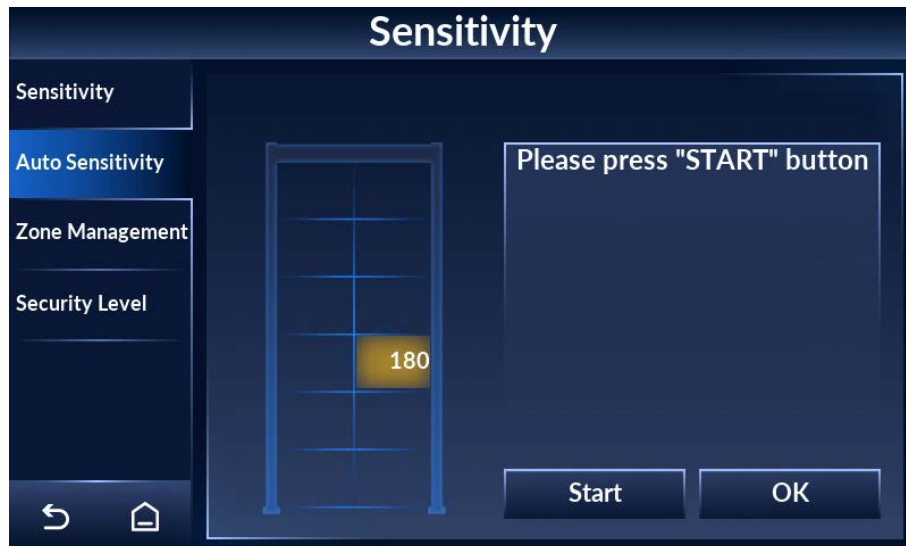 Sensitivity
Sensitivity
Auto Sensitivity
Zone Management
Security Level
Please press "START" button
180
Start
OK